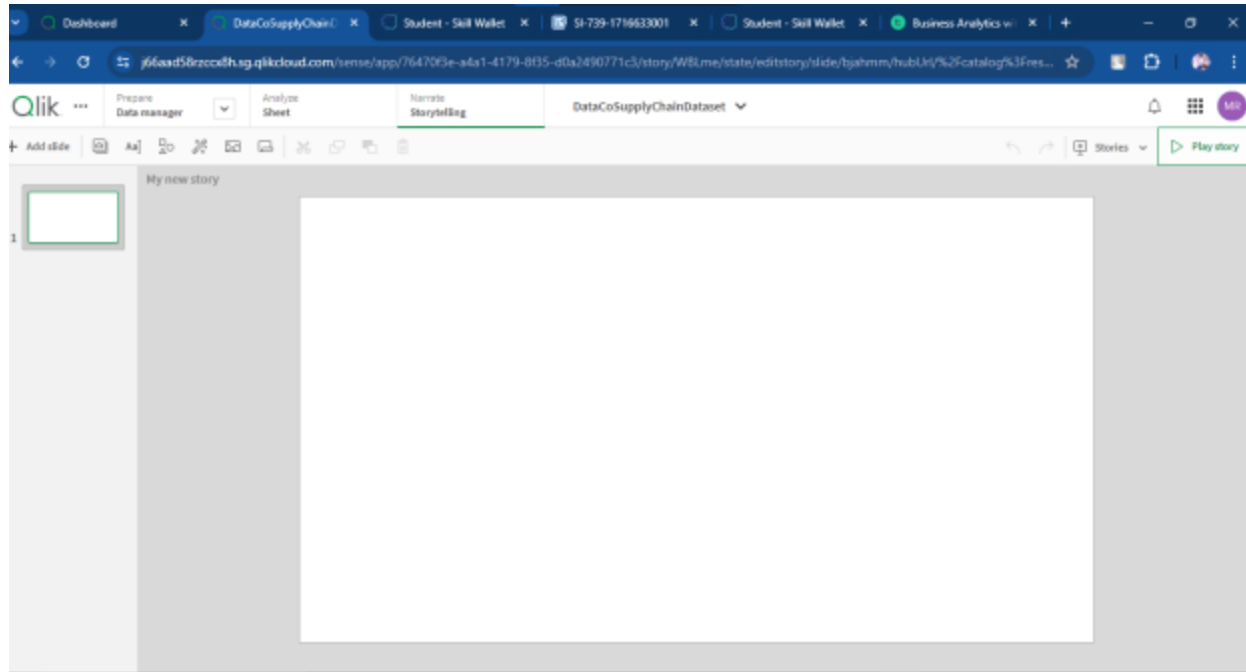 Dashboard DataCoSupplyChain Student - Skill Wallet SI-739-1716633001 Student - Skill Wallet Business Analytics wi
j66aad58rzccx8h.sg.qlikcloud.com/sense/app/76470f3e-a4a1-4179-8f35-d0a2490771c3/story/WBLme/state/editstory/slide/bjahmm/hubUrl/%2Fcatalog%3Fres...
Qlik Prepare Analyze Narrate DataCoSupplyChainDataset MR
Data manager Sheet Storytelling
+ Add slide Aa Stories Play story
My new story
1